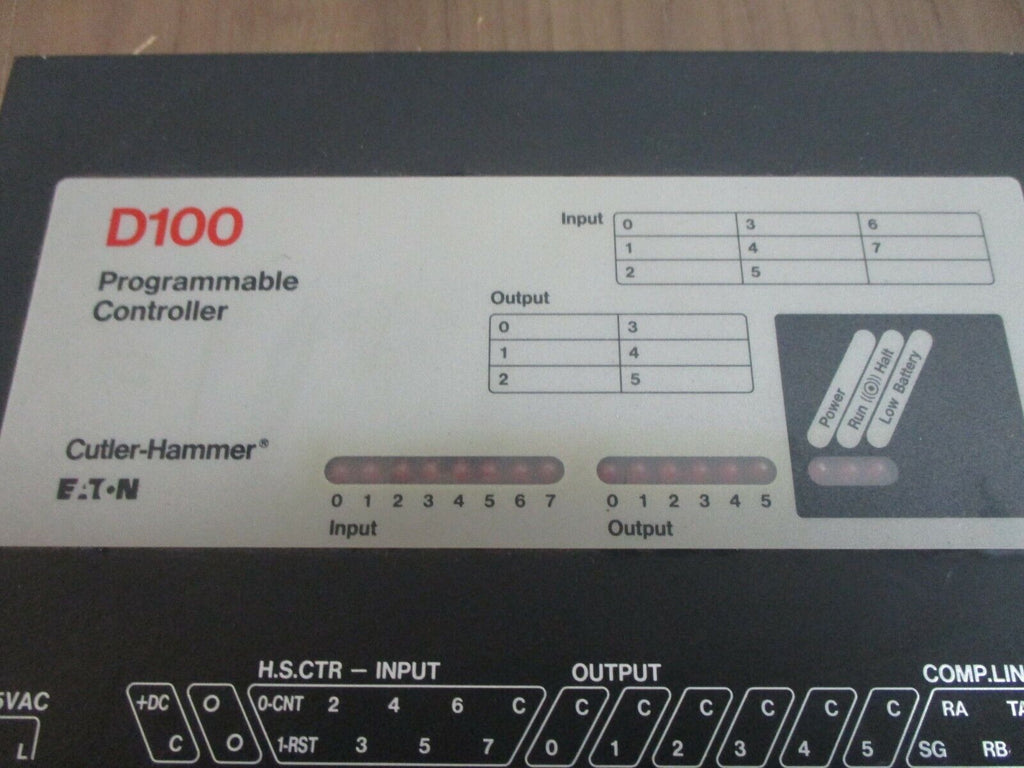 D100
Programmable
Controller
Input
0 3 6
1 4 7
2 5
Output
0 3
1 4
2 5
Power
Run ((O)) Halt
Low Battery
Cutler-Hammer®
EATON
0 1 2 3 4 5 6 7
Input
0 1 2 3 4 5
Output
H.S.CTR – INPUT
OUTPUT
COMP.LIN
5VAC
L
+DC O 0-CNT 2 4 6 C C C C C C C RA TA
C O 1-RST 3 5 7 0 1 2 3 4 5 SG RB